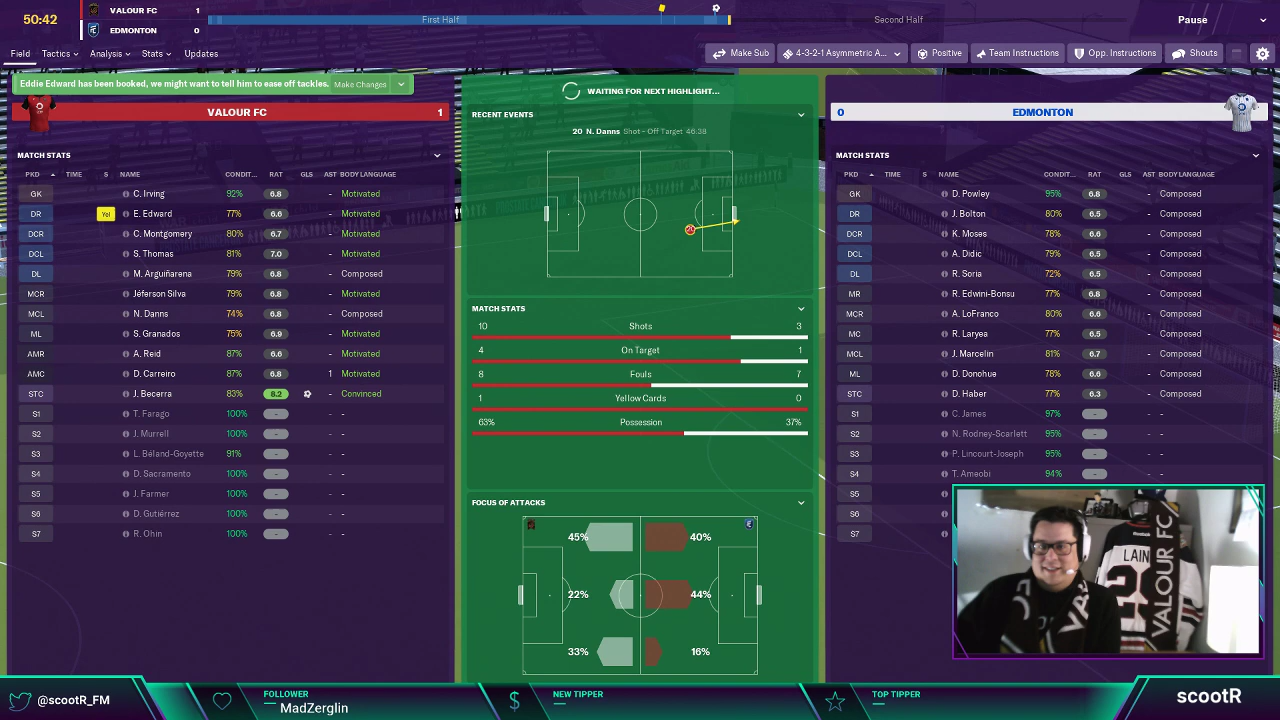 50:42
VALOUR FC 1
EDMONTON 0
First Half
Second Half
Pause
Field Tactics Analysis Stats Updates
Make Sub
4-3-2-1 Asymmetric A...
Positive
Team Instructions
Opp. Instructions
Shouts
Eddie Edward has been booked, we might want to tell him to ease off tackles. Make Changes
VALOUR FC 1
MATCH STATS
PKD TIME S NAME CONDIT... RAT GLS AST BODY LANGUAGE
GK C. Irving 92% 6.8 - Motivated
DR Yel E. Edward 77% 6.6 - Motivated
DCR C. Montgomery 80% 6.7 - Motivated
DCL S. Thomas 81% 7.0 - Motivated
DL M. Arguiñarena 79% 6.8 - Composed
MCR Jéferson Silva 79% 6.8 - Motivated
MCL N. Danns 74% 6.8 - Composed
ML S. Granados 75% 6.9 - Motivated
AMR A. Reid 87% 6.6 - Motivated
AMC D. Carreiro 87% 6.8 1 Motivated
STC J. Becerra 83% 8.2 - Convinced
S1 T. Farago 100% - - -
S2 J. Murrell 100% - - -
S3 L. Béland-Goyette 91% - - -
S4 D. Sacramento 100% - - -
S5 J. Farmer 100% - - -
S6 D. Gutiérrez 100% - - -
S7 R. Ohin 100% - - -
WAITING FOR NEXT HIGHLIGHT...
RECENT EVENTS
20 N. Danns Shot - Off Target 46:38
20
MATCH STATS
10 Shots 3
4 On Target 1
8 Fouls 7
1 Yellow Cards 0
63% Possession 37%
FOCUS OF ATTACKS
45% 40%
22% 44%
33% 16%
0 EDMONTON
MATCH STATS
PKD TIME S NAME CONDIT... RAT GLS AST BODY LANGUAGE
GK D. Powley 95% 6.8 - Composed
DR J. Bolton 80% 6.5 - Composed
DCR K. Moses 78% 6.6 - Composed
DCL A. Didic 79% 6.5 - Composed
DL R. Soria 72% 6.5 - Composed
MR R. Edwini-Bonsu 77% 6.8 - Composed
MCR A. LoFranco 80% 6.6 - Composed
MC R. Laryea 77% 6.5 - Composed
MCL J. Marcelin 81% 6.7 - Composed
ML D. Donohue 78% 6.6 - Composed
STC D. Haber 77% 6.3 - Composed
S1 C. James 97% - - -
S2 N. Rodney-Scarlett 95% - - -
S3 P. Lincourt-Joseph 95% - - -
S4 T. Ameobi 94% - - -
S5
S6
S7
LAIN
2
VALOUR FC
@scootR_FM
FOLLOWER
MadZerglin
NEW TIPPER
TOP TIPPER
scootR